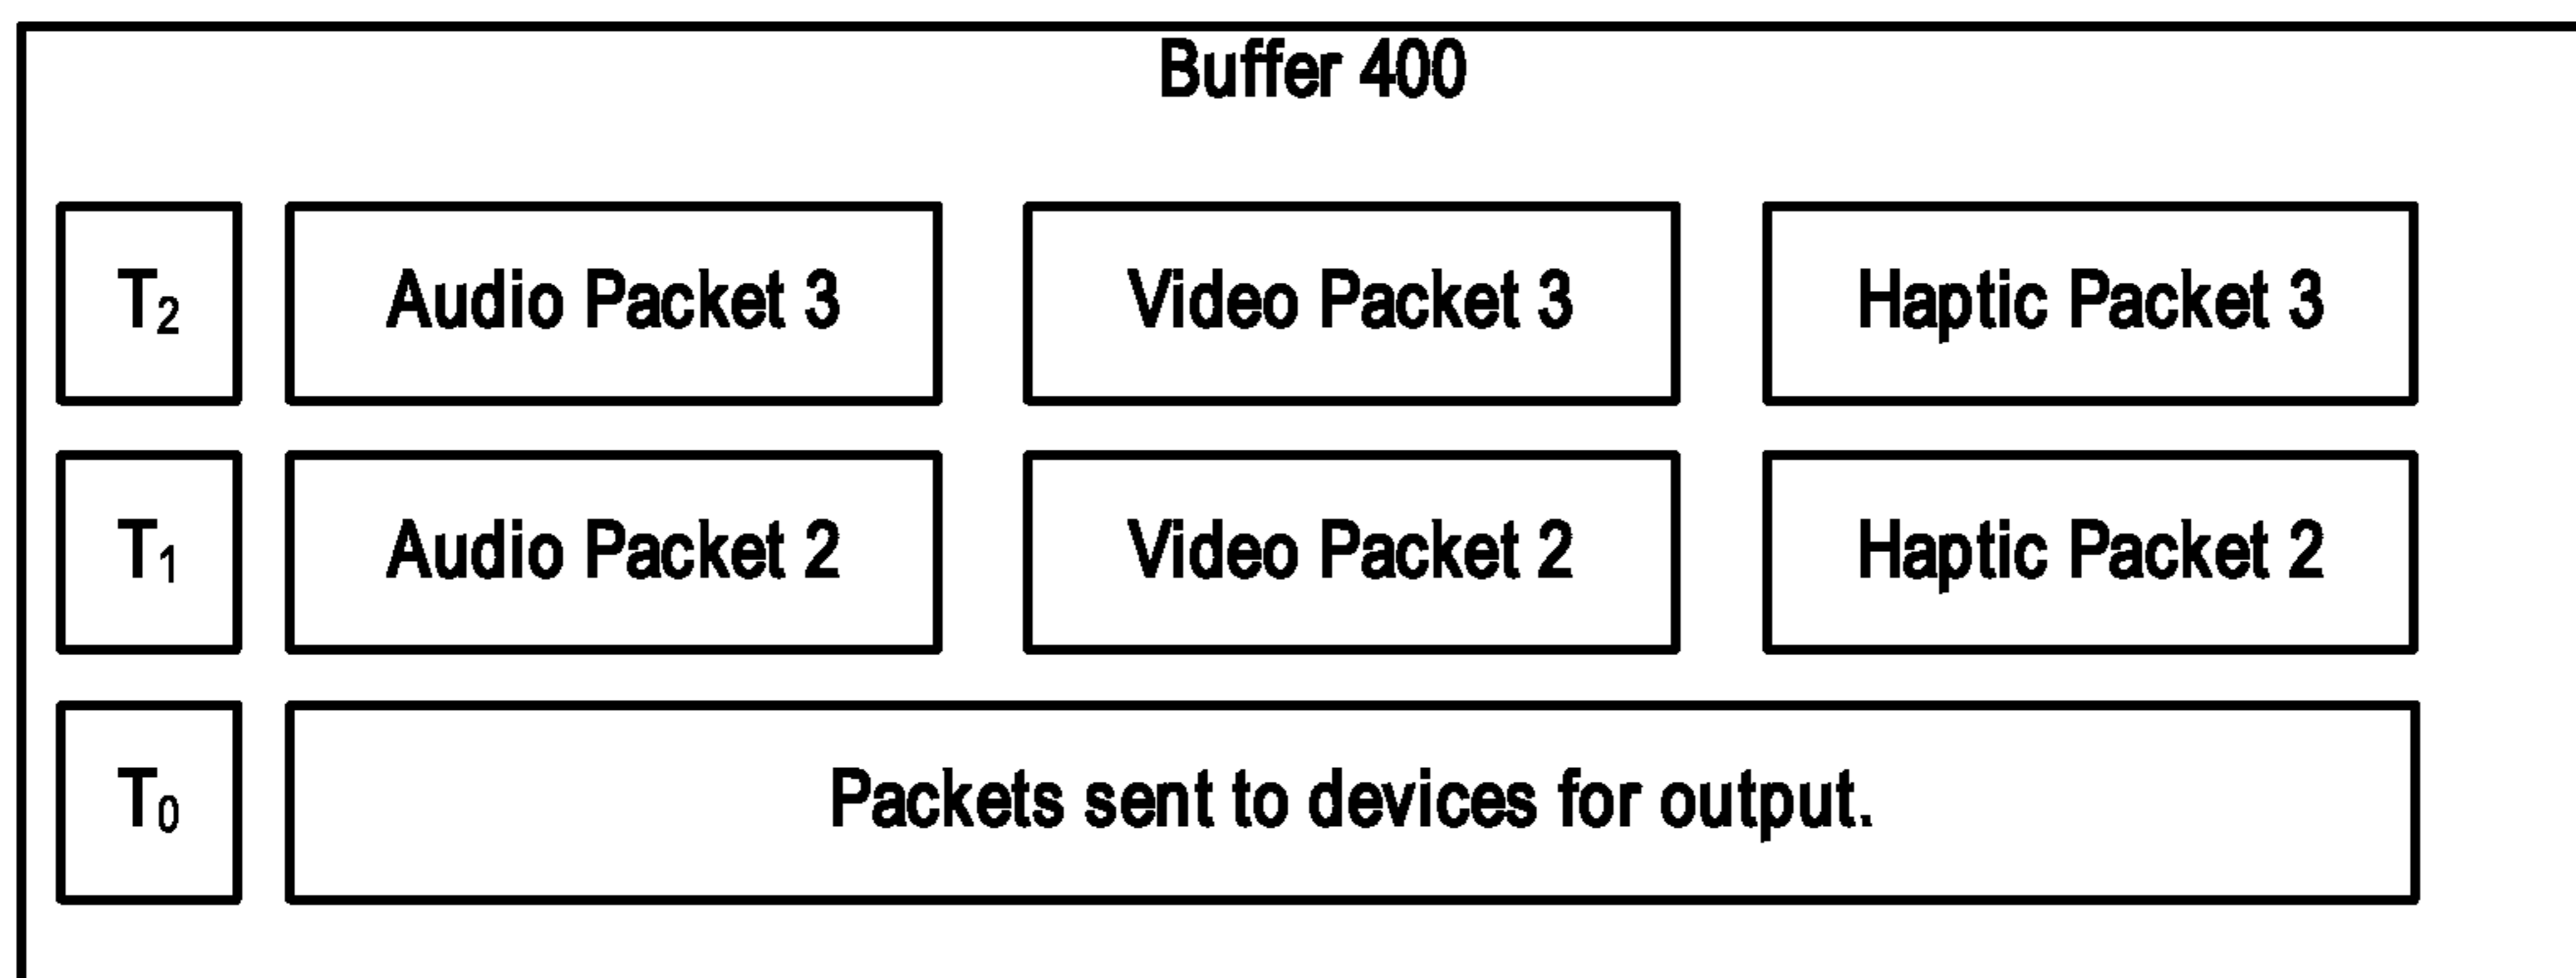 Buffer 400
T₂ Audio Packet 3 Video Packet 3 Haptic Packet 3
T₁ Audio Packet 2 Video Packet 2 Haptic Packet 2
T₀ Packets sent to devices for output.